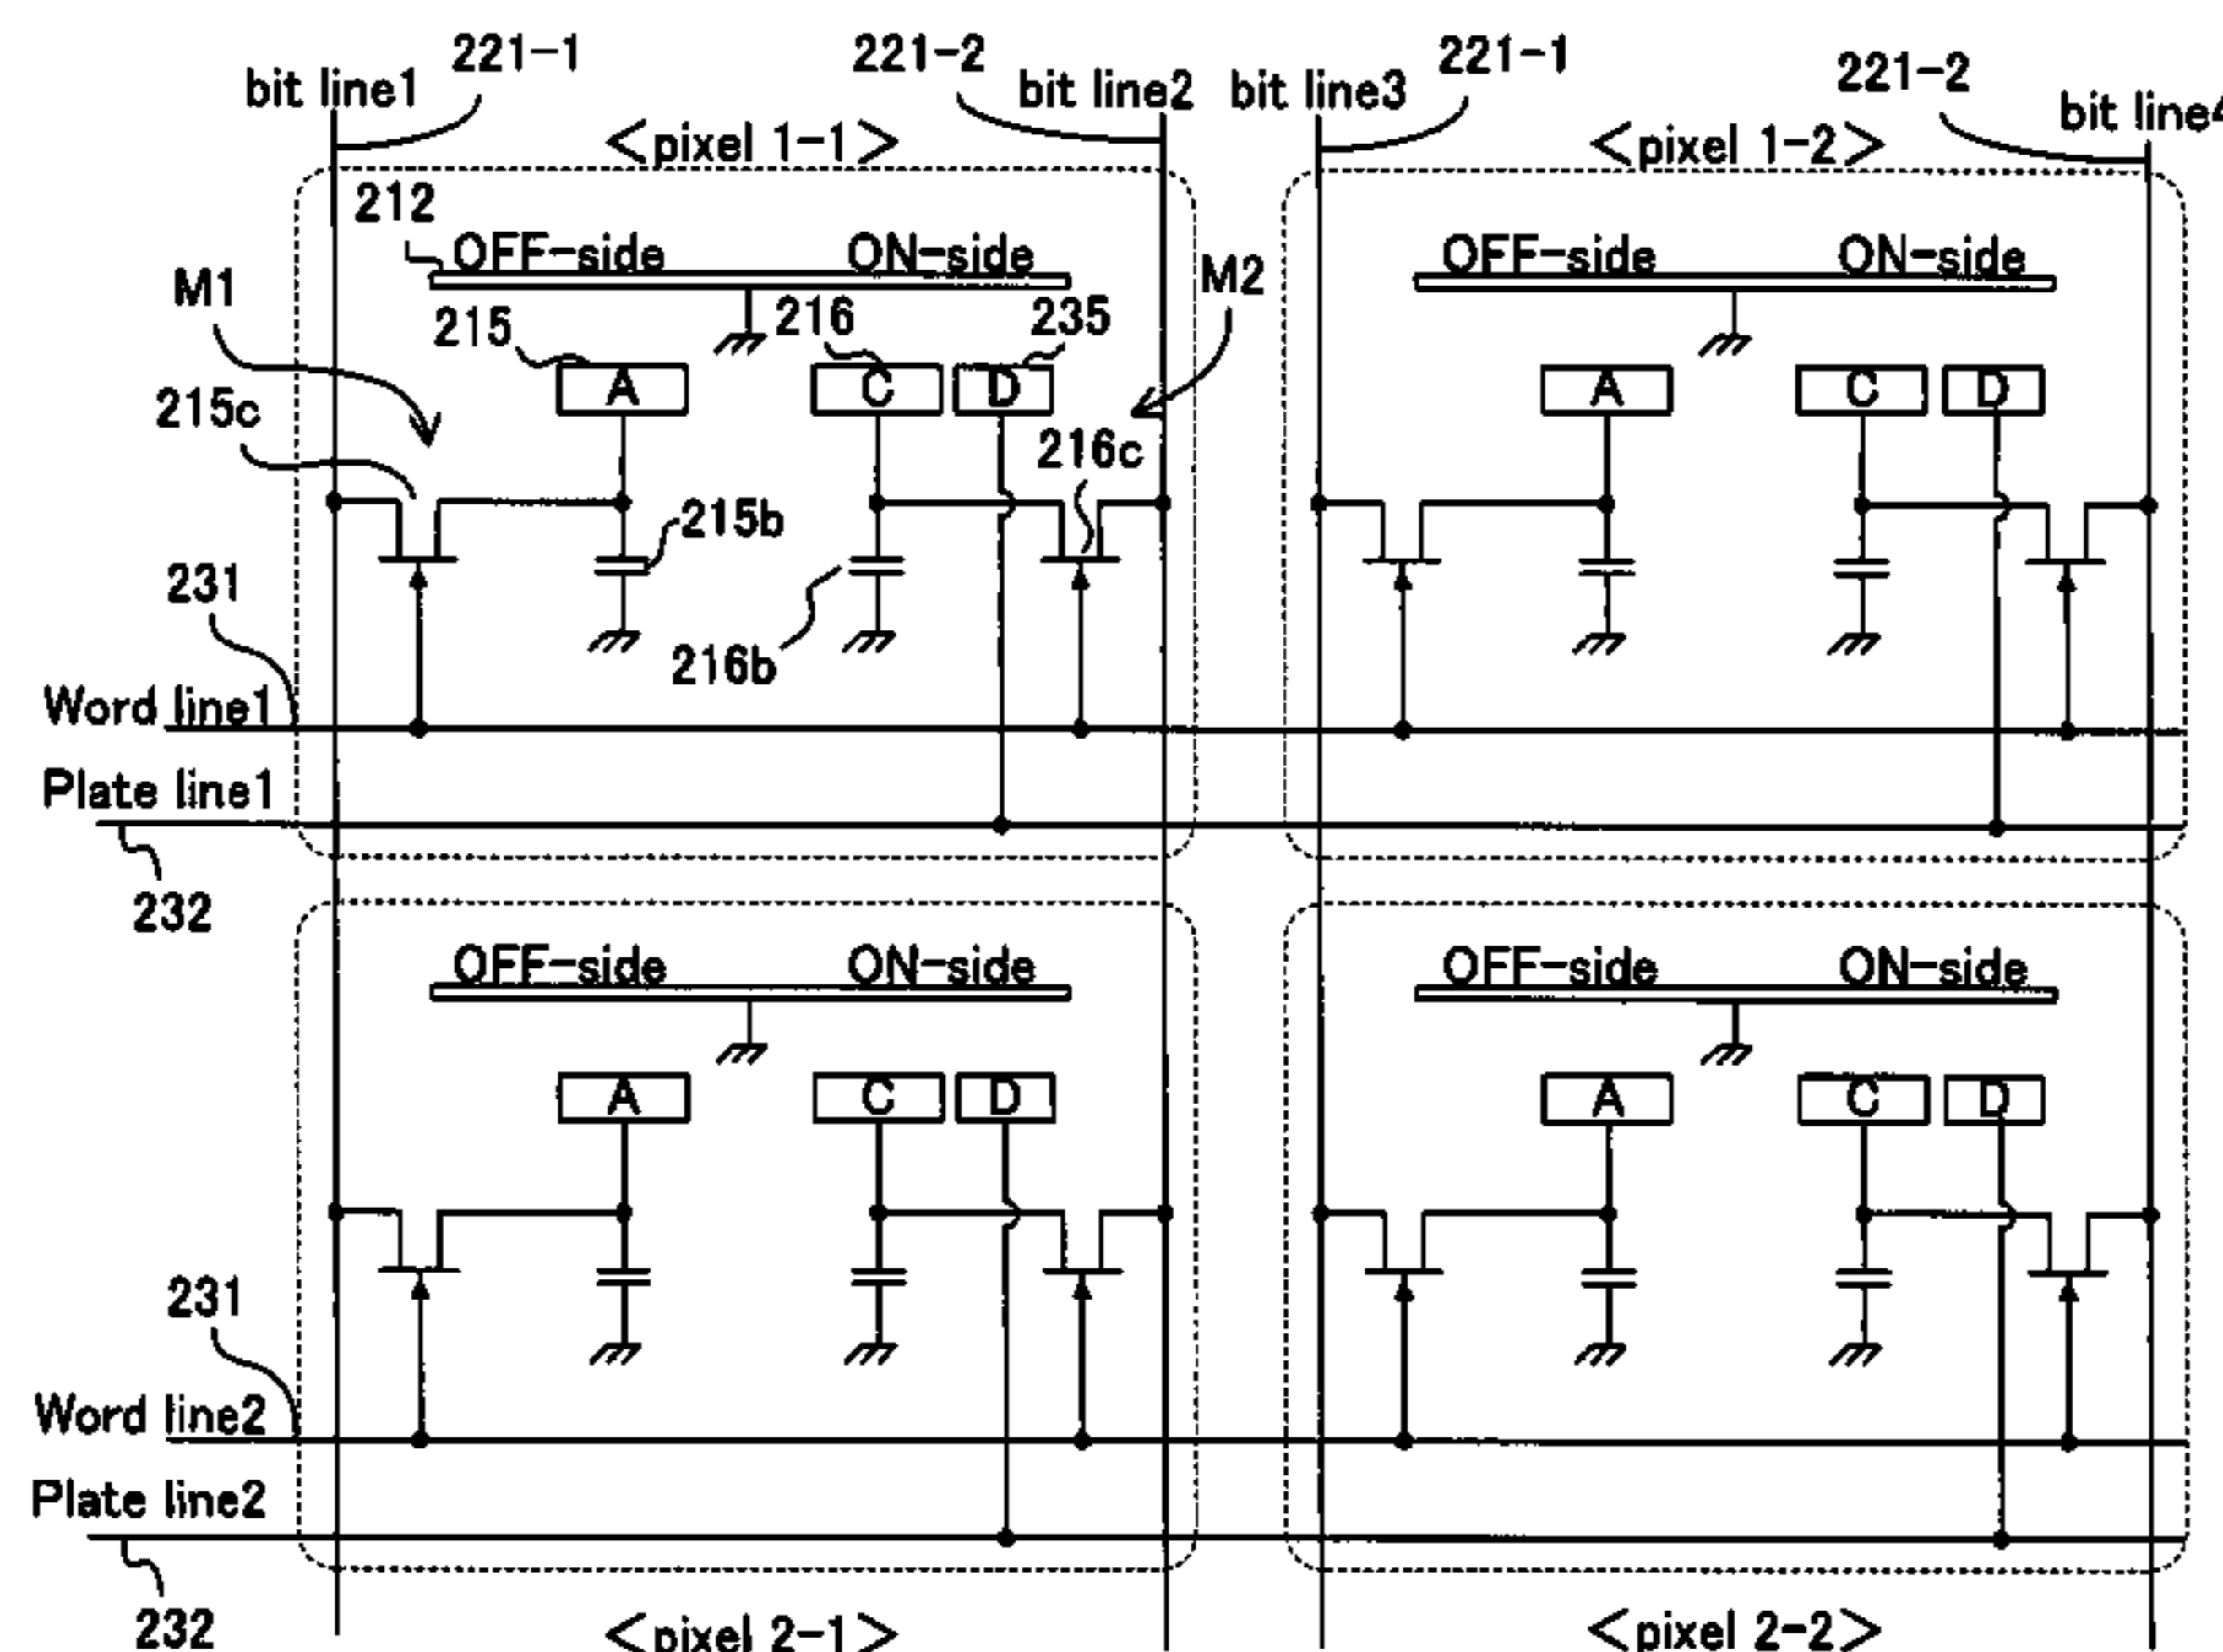 221-1
221-2
221-1
221-2
bit line1
bit line2
bit line3
bit line4
<pixel 1-1>
<pixel 1-2>
212
OFF-side
ON-side
OFF-side
ON-side
M1
M2
215
216
235
A
C
D
A
C
D
215c
216c
215b
231
216b
Word line1
Plate line1
232
OFF-side
ON-side
OFF-side
ON-side
A
C
D
A
C
D
231
Word line2
Plate line2
232
<pixel 2-1>
<pixel 2-2>